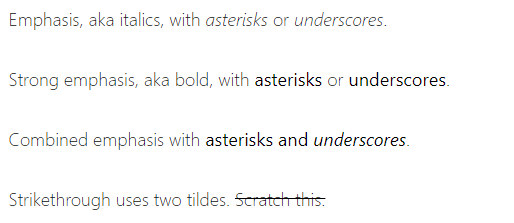 Emphasis, aka italics, with asterisks or underscores.
Strong emphasis, aka bold, with asterisks or underscores.
Combined emphasis with asterisks and underscores.
Strikethrough uses two tildes. Scratch this.